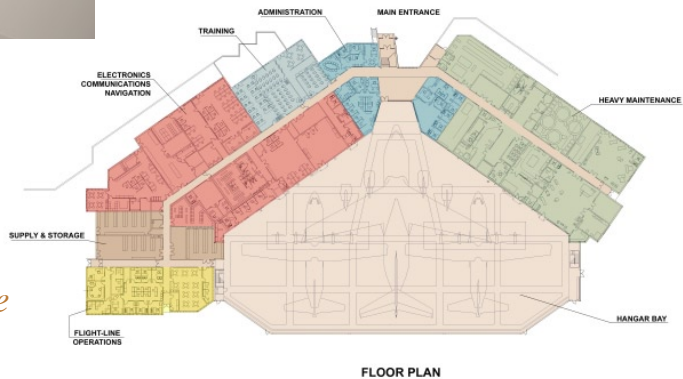 ADMINISTRATION
MAIN ENTRANCE
TRAINING
ELECTRONICS
COMMUNICATIONS
NAVIGATION
HEAVY MAINTENANCE
SUPPLY & STORAGE
e
HANGAR BAY
FLIGHT-LINE
OPERATIONS
FLOOR PLAN